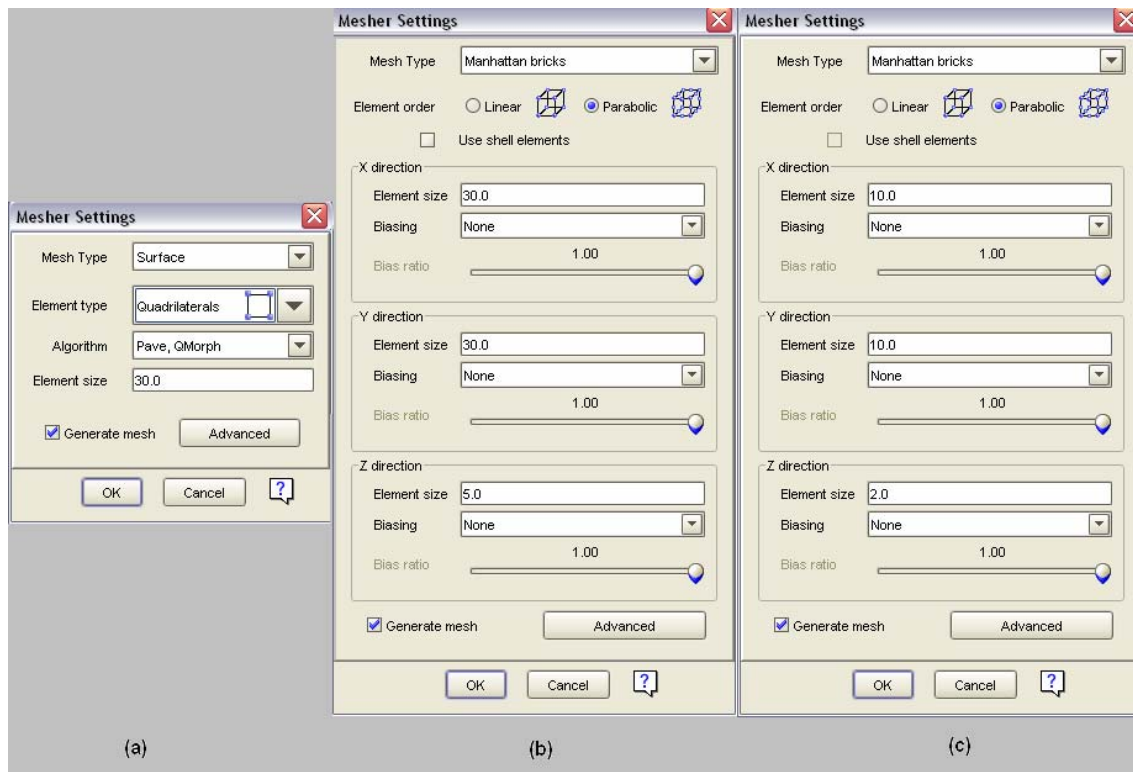 Mesher Settings
Mesh Type Surface
Element type Quadrilaterals
Algorithm Pave, QMorph
Element size 30.0
Generate mesh Advanced
OK Cancel ?
(a)
Mesher Settings
Mesh Type Manhattan bricks
Element order Linear Parabolic
Use shell elements
X direction
Element size 30.0
Biasing None
1.00
Bias ratio
Y direction
Element size 30.0
Biasing None
1.00
Bias ratio
Z direction
Element size 5.0
Biasing None
1.00
Bias ratio
Generate mesh Advanced
OK Cancel ?
(b)
Mesher Settings
Mesh Type Manhattan bricks
Element order Linear Parabolic
Use shell elements
X direction
Element size 10.0
Biasing None
1.00
Bias ratio
Y direction
Element size 10.0
Biasing None
1.00
Bias ratio
Z direction
Element size 2.0
Biasing None
1.00
Bias ratio
Generate mesh Advanced
OK Cancel ?
(c)